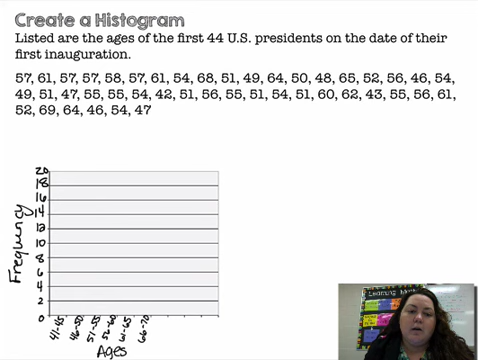 Create a Histogram
Listed are the ages of the first 44 U.S. presidents on the date of their
first inauguration.
57, 61, 57, 57, 58, 57, 61, 54, 68, 51, 49, 64, 50, 48, 65, 52, 56, 46, 54,
49, 51, 47, 55, 55, 54, 42, 51, 56, 55, 51, 54, 51, 60, 62, 43, 55, 56, 61,
52, 69, 64, 46, 54, 47
20
18
16
14
12
10
8
6
4
2
0
Frequency
41-45 46-50 51-55 56-60 61-65 66-70
Ages
Learning